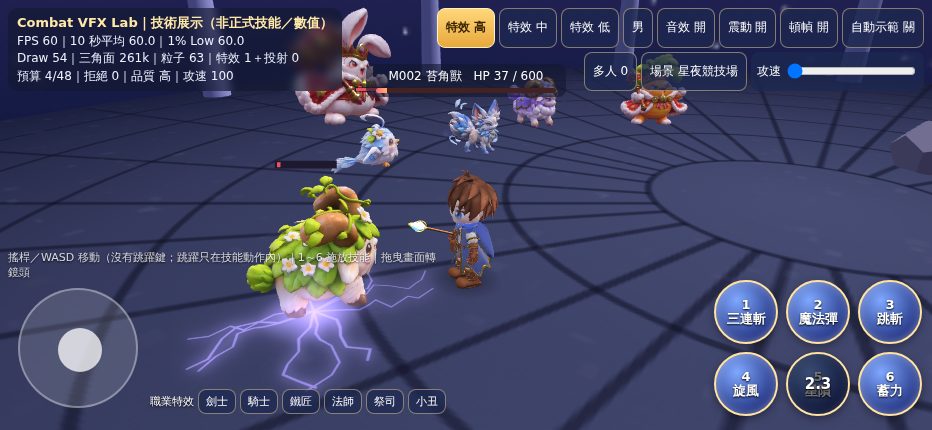 Combat VFX Lab｜技術展示（非正式技能／數值）
FPS 60｜10 秒平均 60.0｜1% Low 60.0
Draw 54｜三角面 261k｜粒子 63｜特效 1＋投射 0
預算 4/48｜拒絕 0｜品質 高｜攻速 100
特效 高
特效 中
特效 低
男
音效 開
震動 開
頓幀 開
自動示範 關
多人 0
場景 星夜競技場
攻速
M002 苔角獸 HP 37 / 600
搖桿／WASD 移動（沒有跳躍鍵；跳躍只在技能動作內）｜1～6 施放技能｜拖曳畫面轉
鏡頭
1
三連斬
2
魔法彈
3
跳斬
4
旋風
5
2.3
6
蓄力
職業特效
劍士
騎士
鐵匠
法師
祭司
小丑